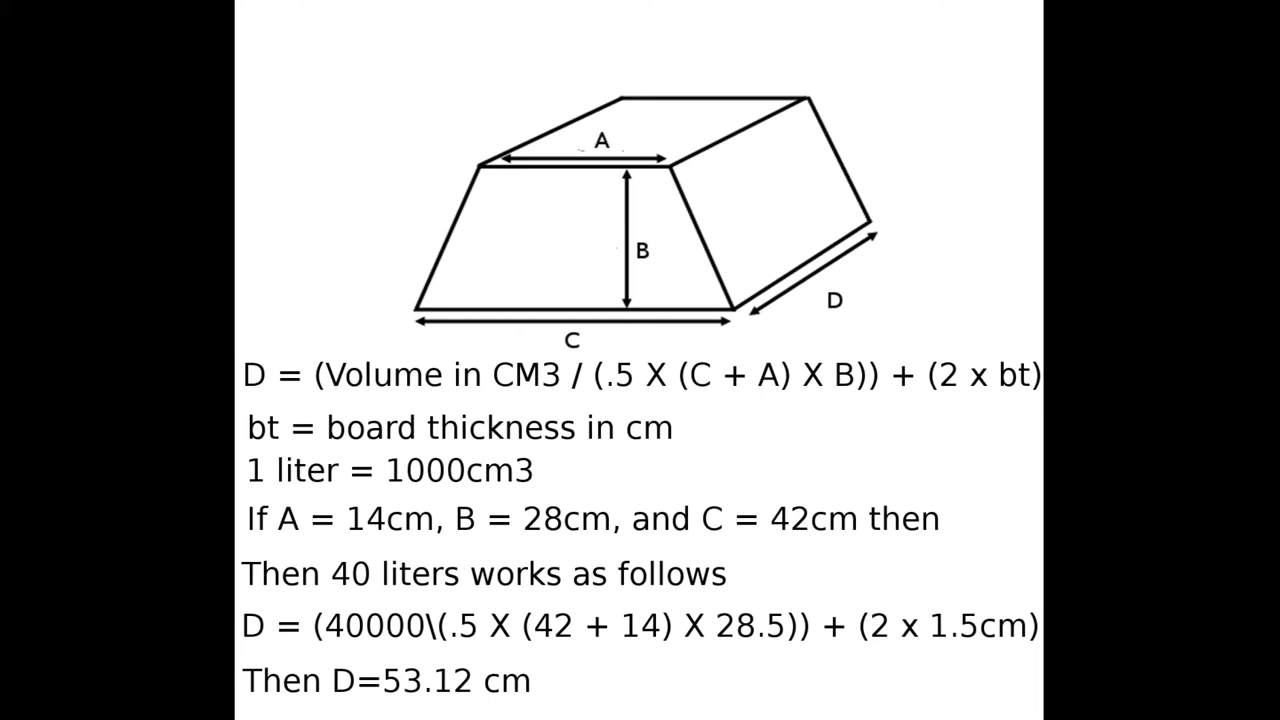 A
B
D
C
D = (Volume in CM3 / (.5 X (C + A) X B)) + (2 x bt)
bt = board thickness in cm
1 liter = 1000cm3
If A = 14cm, B = 28cm, and C = 42cm then
Then 40 liters works as follows
D = (40000\(.5 X (42 + 14) X 28.5)) + (2 x 1.5cm)
Then D=53.12 cm